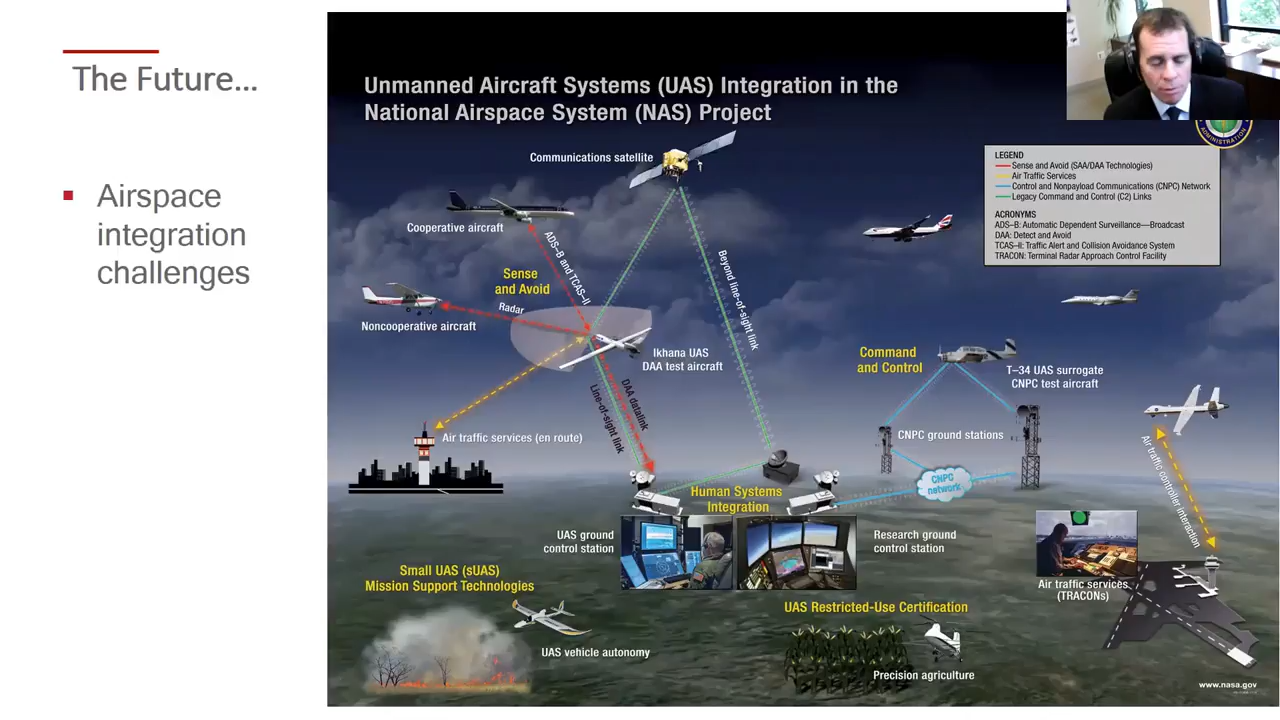 The Future...
Airspace
integration
challenges
Unmanned Aircraft Systems (UAS) Integration in the
National Airspace System (NAS) Project
ADMINISTRATION
Communications satellite
LEGEND
Sense and Avoid (SAA/DAA Technologies)
Air Traffic Services
Control and Nonpayload Communications (CNPC) Network
Legacy Command and Control (C2) Links
ACRONYMS
ADS–B: Automatic Dependent Surveillance—Broadcast
DAA: Detect and Avoid
TCAS–II: Traffic Alert and Collision Avoidance System
TRACON: Terminal Radar Approach Control Facility
Cooperative aircraft
ADS–B and TCAS–II
Sense
and Avoid
Radar
Noncooperative aircraft
Beyond line-of-sight link
Ikhana UAS
DAA test aircraft
Command
and Control
T–34 UAS surrogate
CNPC test aircraft
DAA datalink
Line-of-sight link
Air traffic services (en route)
CNPC ground stations
CNPC
network
Air traffic controller interaction
Human Systems
Integration
UAS ground
control station
Research ground
control station
Air traffic services
(TRACONs)
Small UAS (sUAS)
Mission Support Technologies
UAS vehicle autonomy
UAS Restricted-Use Certification
Precision agriculture
www.nasa.gov